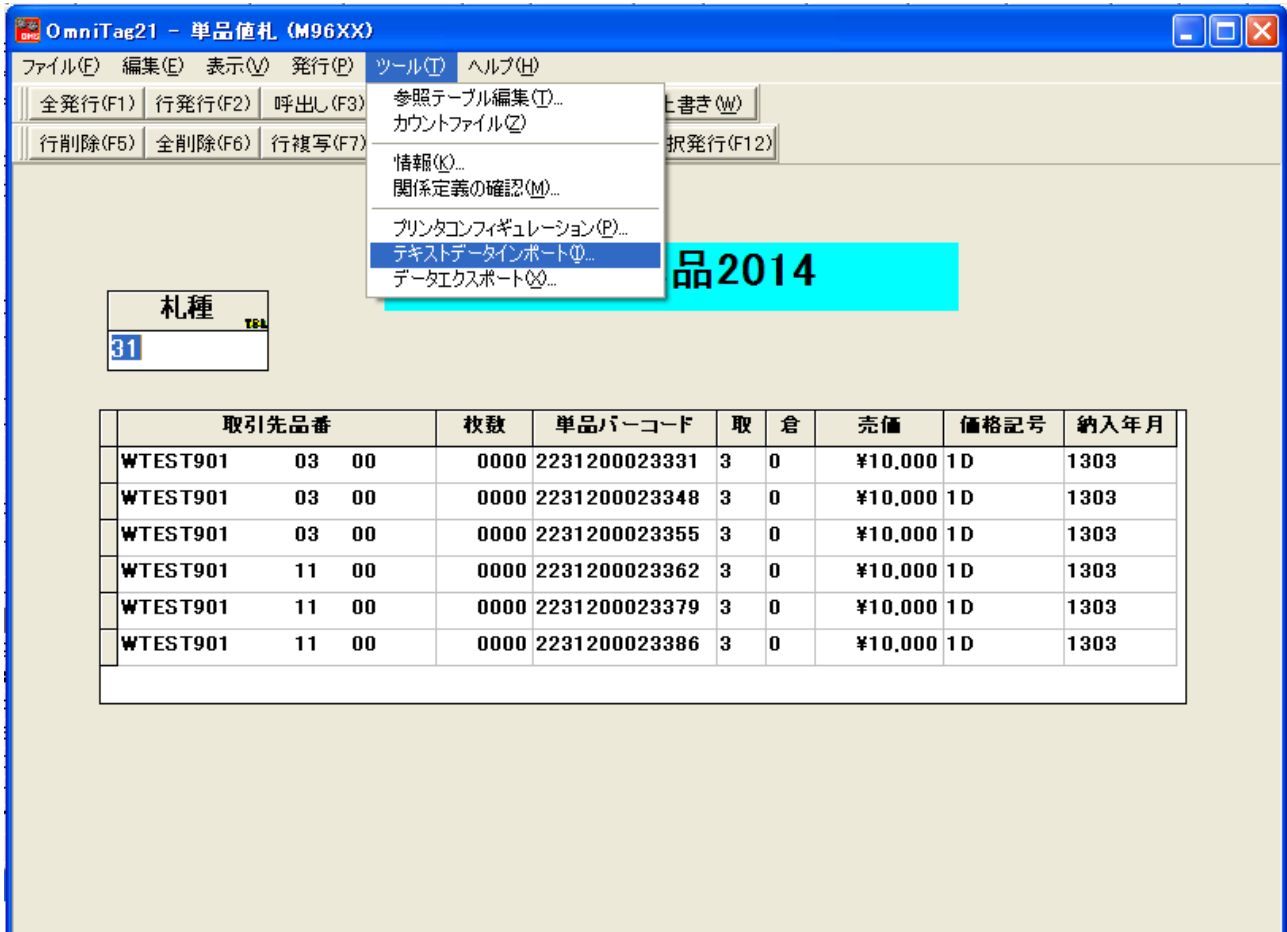 OmniTag21 - 単品値札 (M96XX)
ファイル(F) 編集(E) 表示(V) 発行(P) ツール(T) ヘルプ(H)
全発行(F1) 行発行(F2) 呼出し(F3) 上書き(W)
行削除(F5) 全削除(F6) 行複写(F7) 択発行(F12)
参照テーブル編集(T)...
カウントファイル(Z)
情報(K)...
関係定義の確認(M)...
プリンタコンフィギュレーション(P)...
テキストデータインポート(I)...
データエクスポート(X)...
品2014
札種 TBL
31
取引先品番 枚数 単品バーコード 取 倉 売価 価格記号 納入年月
WTEST901 03 00 0000 2231200023331 3 0 ¥10,000 1D 1303
WTEST901 03 00 0000 2231200023348 3 0 ¥10,000 1D 1303
WTEST901 03 00 0000 2231200023355 3 0 ¥10,000 1D 1303
WTEST901 11 00 0000 2231200023362 3 0 ¥10,000 1D 1303
WTEST901 11 00 0000 2231200023379 3 0 ¥10,000 1D 1303
WTEST901 11 00 0000 2231200023386 3 0 ¥10,000 1D 1303